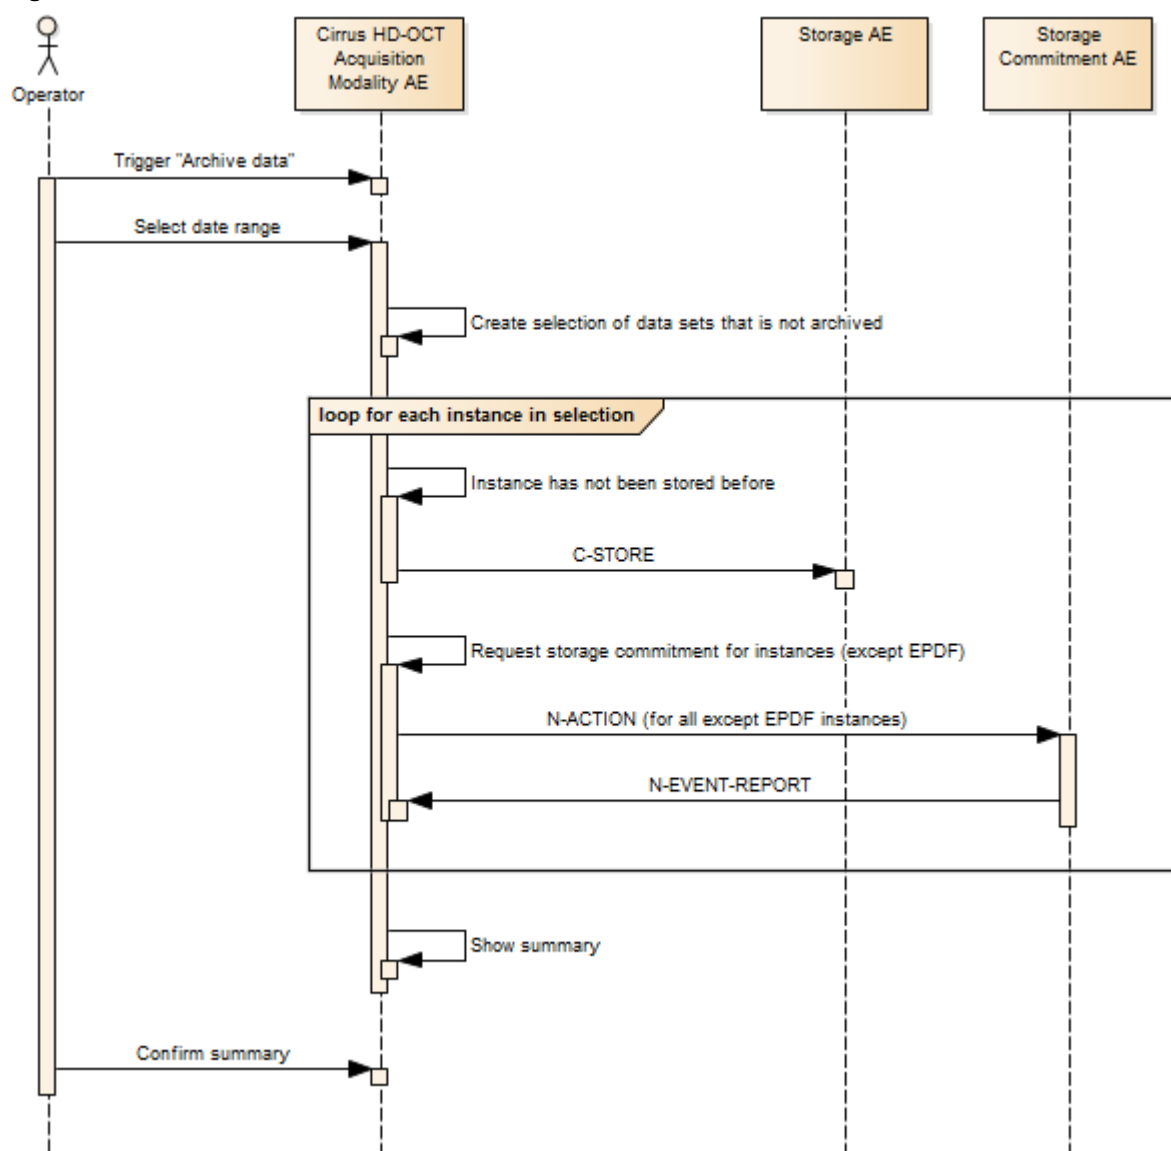 Cirrus HD-OCT
Acquisition
Modality AE
Storage AE
Storage
Commitment AE
Operator
Trigger "Archive data"
Select date range
Create selection of data sets that is not archived
loop for each instance in selection
Instance has not been stored before
C-STORE
Request storage commitment for instances (except EPDF)
N-ACTION (for all except EPDF instances)
N-EVENT-REPORT
Show summary
Confirm summary